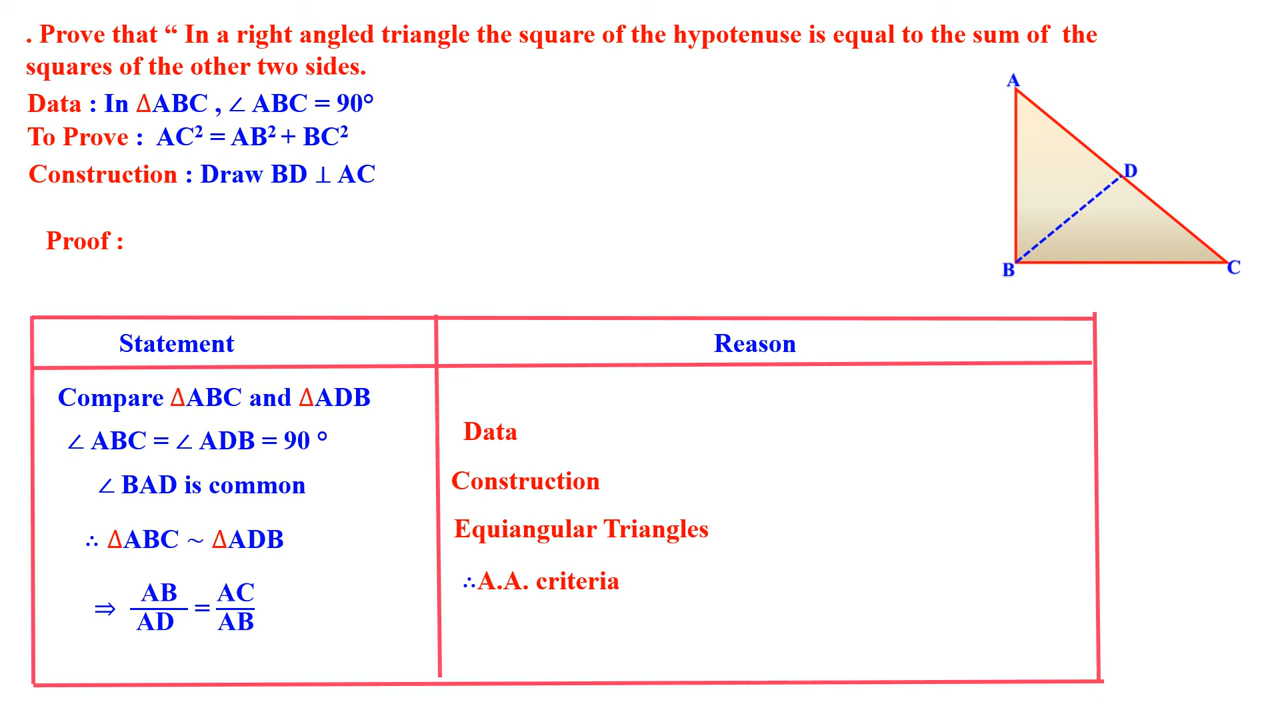 . Prove that “ In a right angled triangle the square of the hypotenuse is equal to the sum of the
squares of the other two sides.
Data : In ΔABC , ∠ ABC = 90°
To Prove : AC² = AB² + BC²
Construction : Draw BD ⊥ AC
A
D
B
C
Proof :
Statement
Reason
Compare ΔABC and ΔADB
∠ ABC = ∠ ADB = 90 °
∠ BAD is common
∴ ΔABC ~ ΔADB
⇒ AB/AD = AC/AB
Data
Construction
Equiangular Triangles
∴A.A. criteria